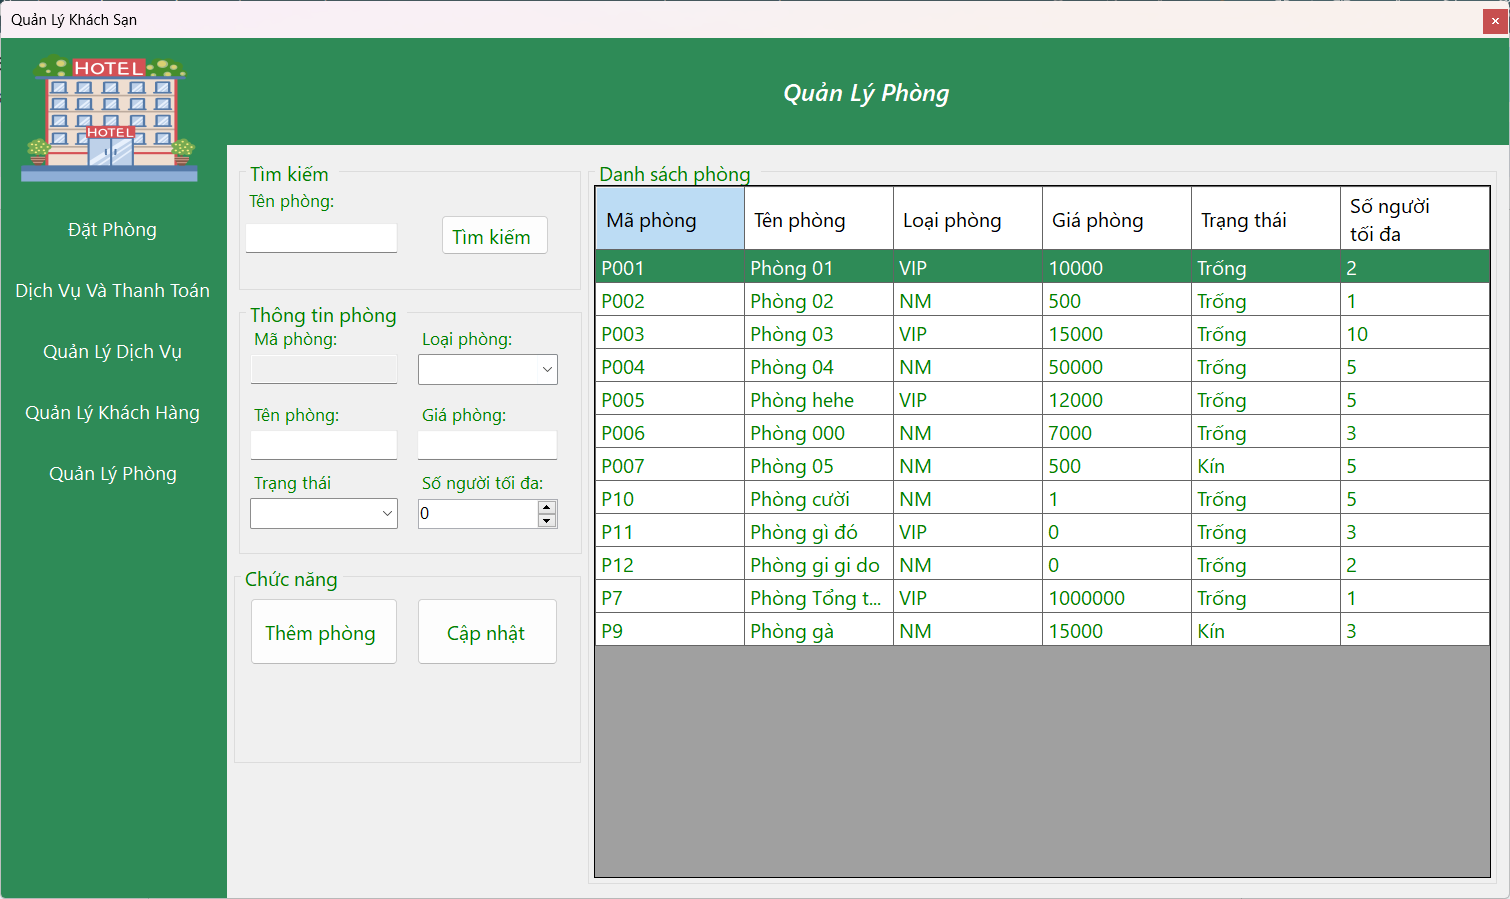 Quản Lý Khách Sạn
HOTEL
HOTEL
Quản Lý Phòng
Đặt Phòng
Dịch Vụ Và Thanh Toán
Quản Lý Dịch Vụ
Quản Lý Khách Hàng
Quản Lý Phòng
Tìm kiếm
Tên phòng:
Tìm kiếm
Thông tin phòng
Mã phòng: Loại phòng:
Tên phòng: Giá phòng:
Trạng thái Số người tối đa:
0
Chức năng
Thêm phòng Cập nhật
Danh sách phòng
Mã phòng Tên phòng Loại phòng Giá phòng Trạng thái Số người tối đa
P001 Phòng 01 VIP 10000 Trống 2
P002 Phòng 02 NM 500 Trống 1
P003 Phòng 03 VIP 15000 Trống 10
P004 Phòng 04 NM 50000 Trống 5
P005 Phòng hehe VIP 12000 Trống 5
P006 Phòng 000 NM 7000 Trống 3
P007 Phòng 05 NM 500 Kín 5
P10 Phòng cười NM 1 Trống 5
P11 Phòng gì đó VIP 0 Trống 3
P12 Phòng gi gi do NM 0 Trống 2
P7 Phòng Tổng t... VIP 1000000 Trống 1
P9 Phòng gà NM 15000 Kín 3